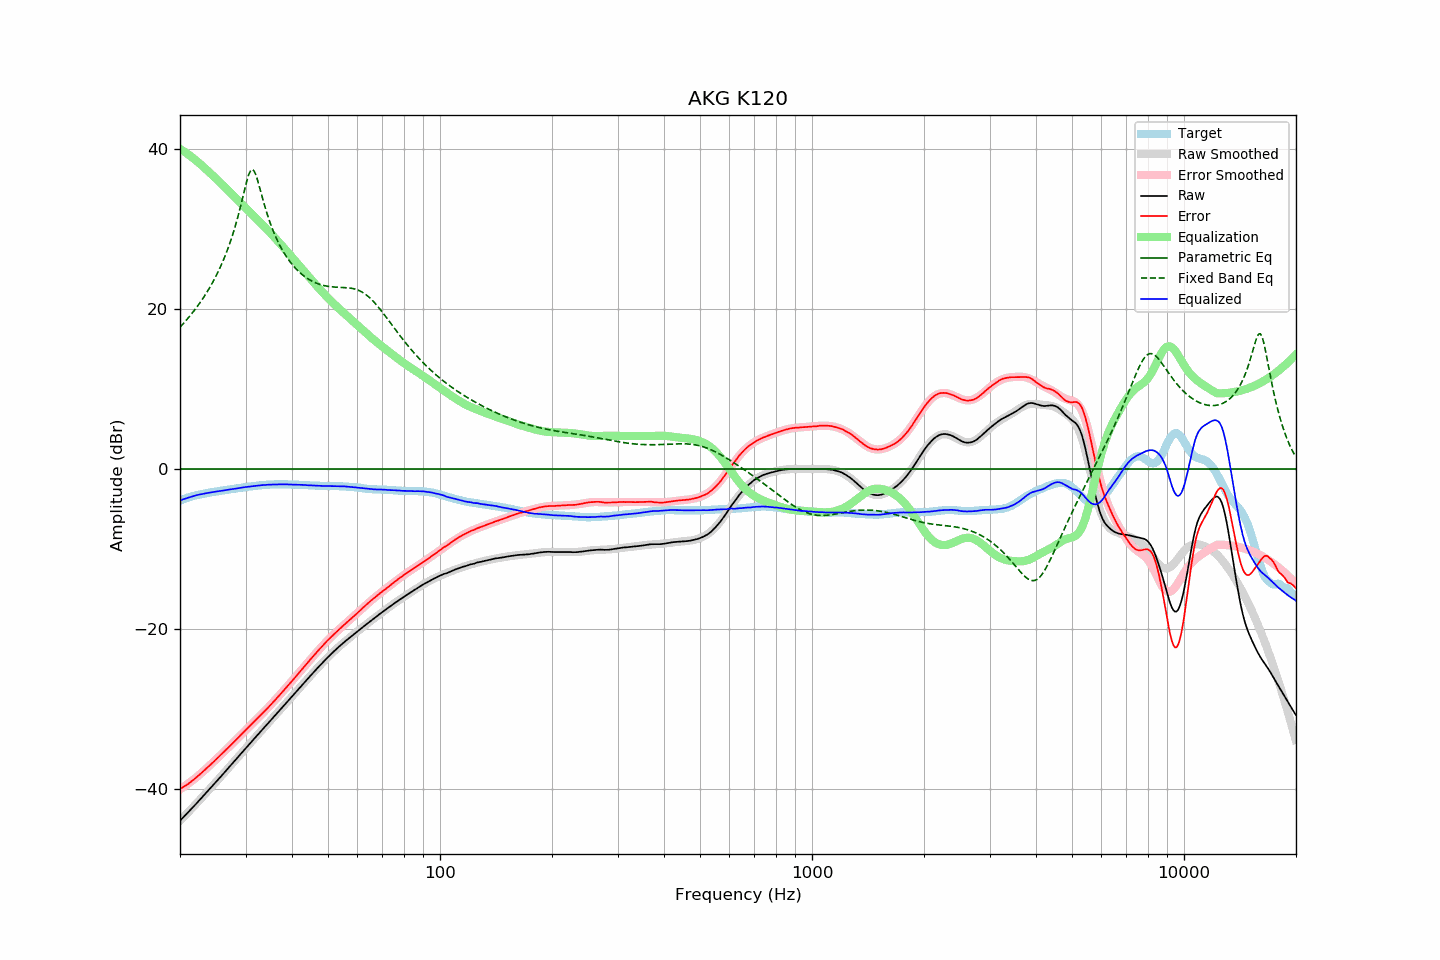 AKG K120
Amplitude (dBr)
40
20
0
−20
−40
100
1000
10000
Frequency (Hz)
Target
Raw Smoothed
Error Smoothed
Raw
Error
Equalization
Parametric Eq
Fixed Band Eq
Equalized